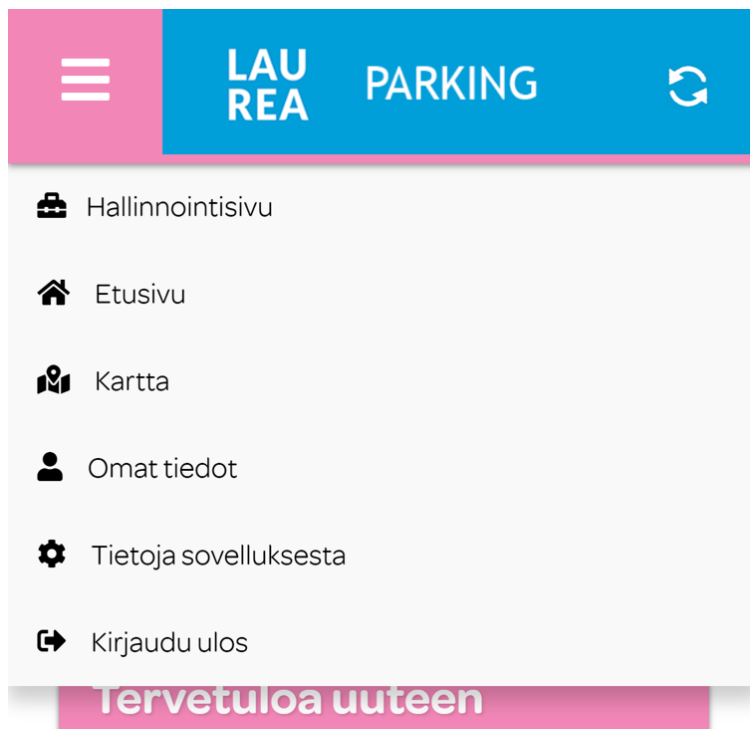 LAU
REA
PARKING
Hallinnointisivu
Etusivu
Kartta
Omat tiedot
Tietoja sovelluksesta
Kirjaudu ulos
Tervetuloa uuteen